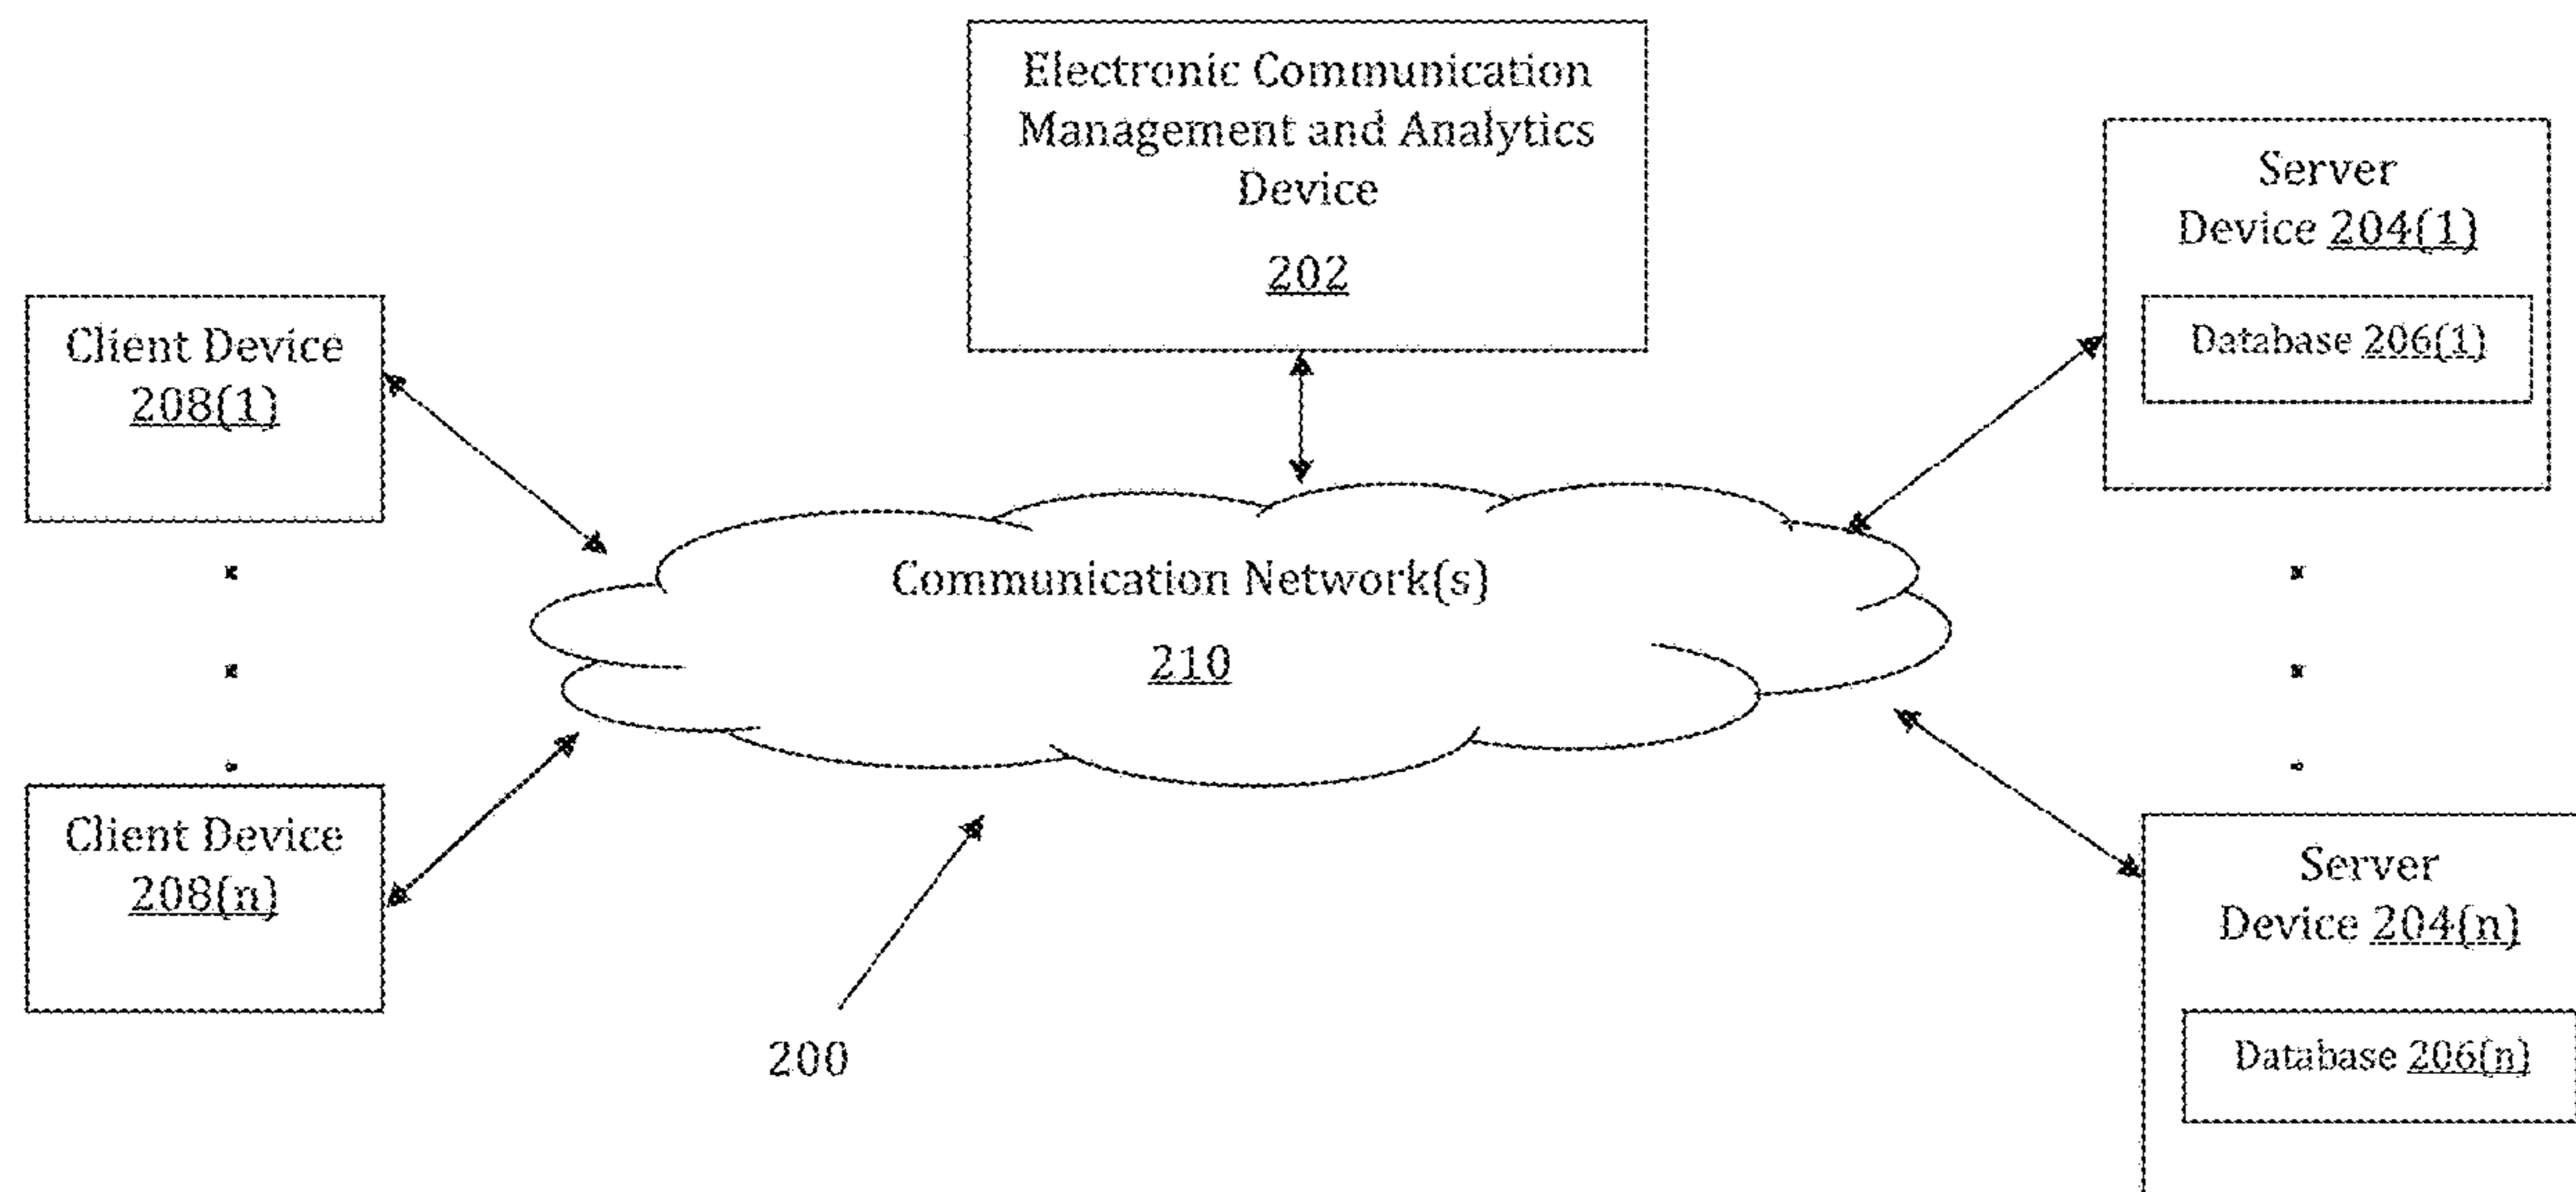 Electronic Communication
Management and Analytics
Device
202
Server
Device 204(1)
Database 206(1)
Client Device
208(1)
Communication Network(s)
210
Client Device
208(n)
Server
Device 204(n)
Database 206(n)
200